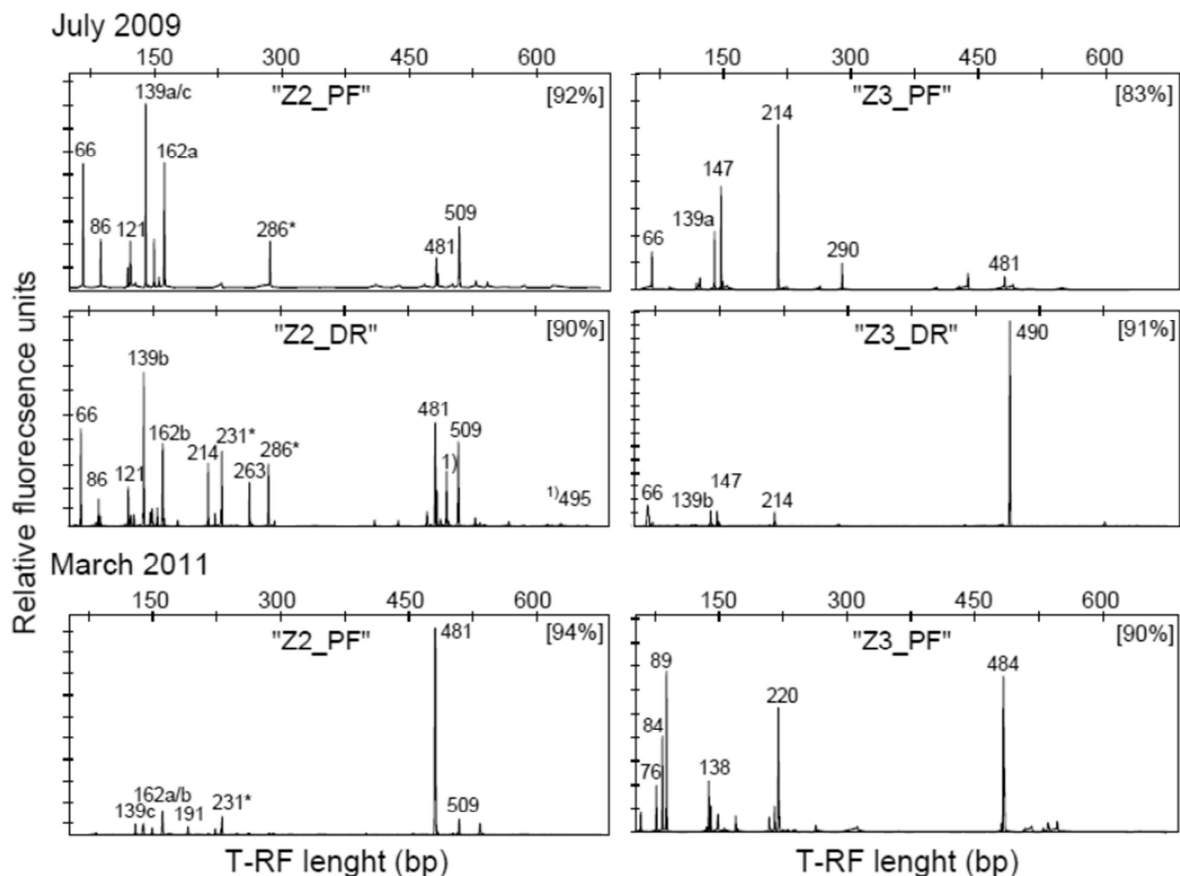 July 2009
150 300 450 600
150 300 450 600
"Z2_PF" [92%]
139a/c
66
162a
86
121
286*
481
509
"Z3_PF" [83%]
214
147
139a
66
290
481
"Z2_DR" [90%]
139b
66
162b
86
121
214
231*
263
286*
481
1)
509
1)495
"Z3_DR" [91%]
490
66
139b
147
214
Relative fluorecsence units
March 2011
150 300 450 600
150 300 450 600
"Z2_PF" [94%]
481
162a/b
139c
191
231*
509
"Z3_PF" [90%]
89
84
76
138
220
484
T-RF lenght (bp)
T-RF lenght (bp)